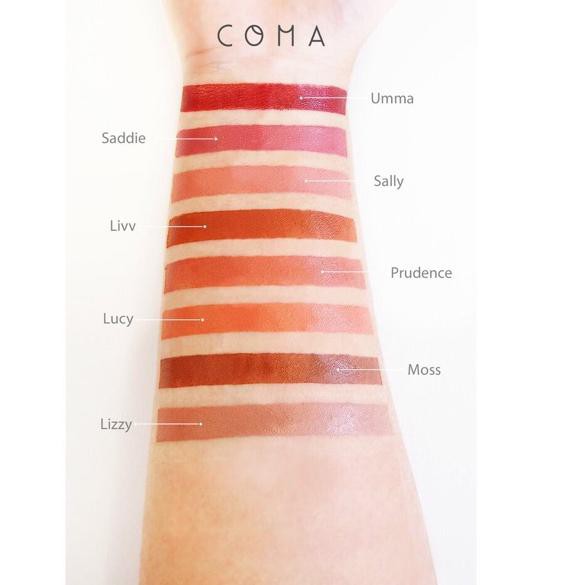 COMA
Umma
Saddie
Sally
Livv
Prudence
Lucy
Moss
Lizzy